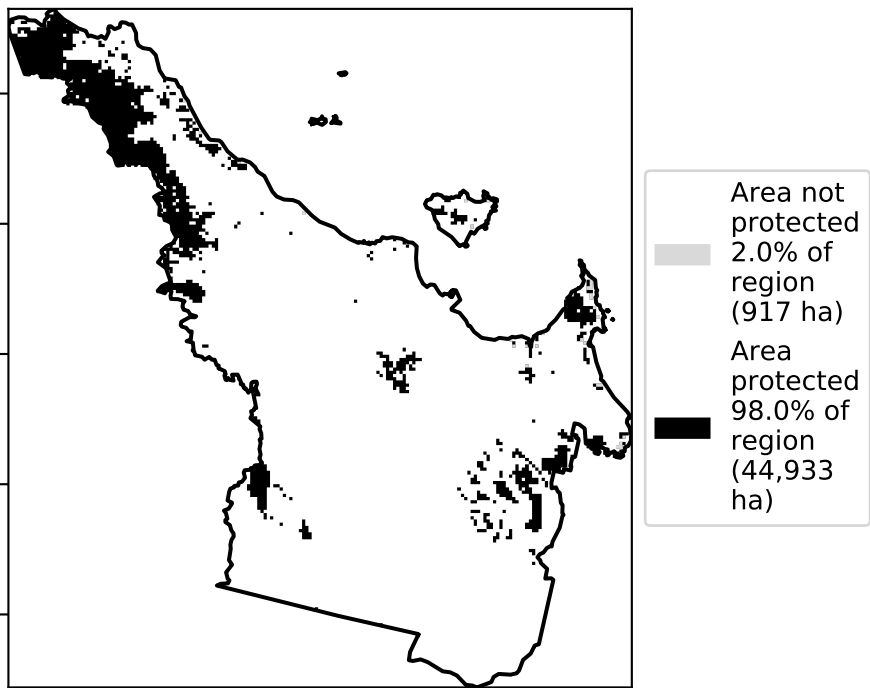 Area not
protected
2.0% of
region
(917 ha)
Area
protected
98.0% of
region
(44,933
ha)